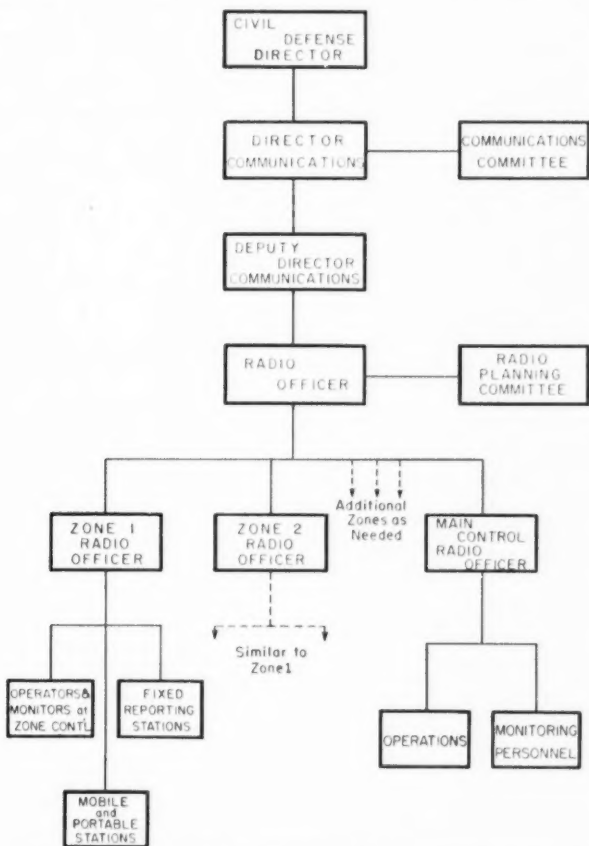 CIVIL
DEFENSE
DIRECTOR
DIRECTOR
COMMUNICATIONS
COMMUNICATIONS
COMMITTEE
DEPUTY
DIRECTOR
COMMUNICATIONS
RADIO
OFFICER
RADIO
PLANNING
COMMITTEE
ZONE 1
RADIO
OFFICER
ZONE 2
RADIO
OFFICER
Additional
Zones as
Needed
MAIN
CONTROL
RADIO
OFFICER
Similar to
Zone1
OPERATORS&
MONITORS at
ZONE CONT'L
FIXED
REPORTING
STATIONS
OPERATIONS
MONITORING
PERSONNEL
MOBILE
and
PORTABLE
STATIONS